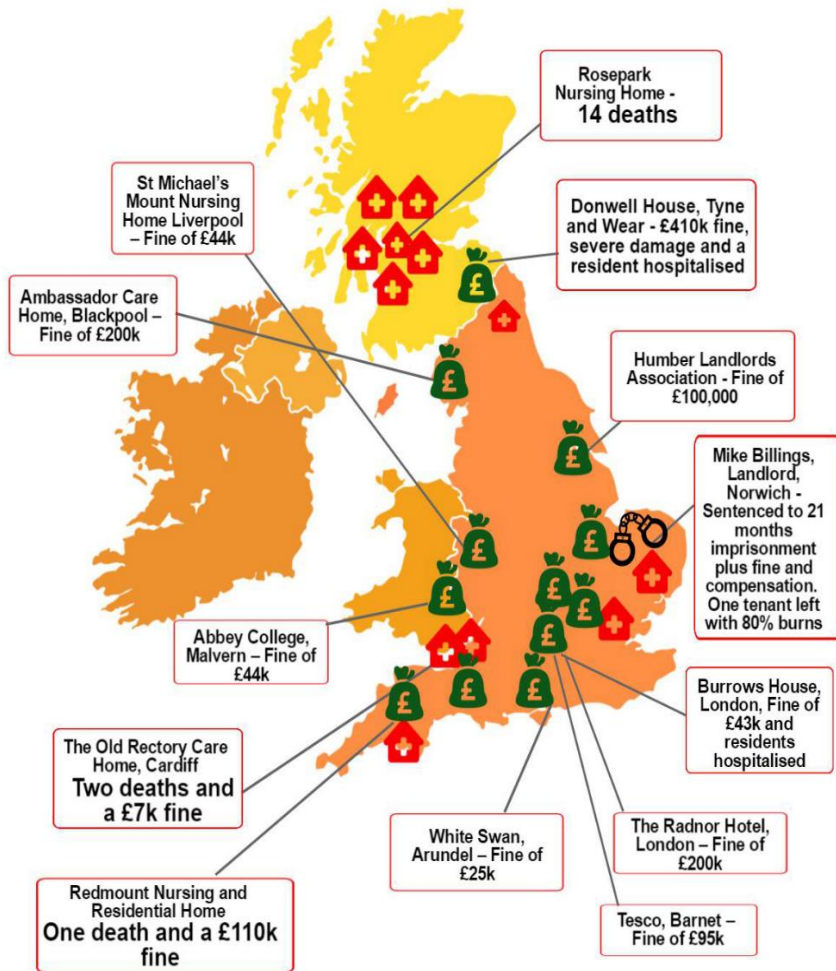 Rosepark
Nursing Home -
14 deaths
St Michael's
Mount Nursing
Home Liverpool
– Fine of £44k
Donwell House, Tyne
and Wear - £410k fine,
severe damage and a
resident hospitalised
Ambassador Care
Home, Blackpool –
Fine of £200k
Humber Landlords
Association - Fine of
£100,000
Mike Billings,
Landlord,
Norwich -
Sentenced to 21
months
imprisonment
plus fine and
compensation.
One tenant left
with 80% burns
Abbey College,
Malvern – Fine of
£44k
Burrows House,
London, Fine of
£43k and
residents
hospitalised
The Old Rectory Care
Home, Cardiff
Two deaths and
a £7k fine
White Swan,
Arundel – Fine of
£25k
The Radnor Hotel,
London – Fine of
£200k
Redmount Nursing and
Residential Home
One death and a £110k
fine
Tesco, Barnet –
Fine of £95k
£
£
£
£
£
£
£
£
£
£
£
£